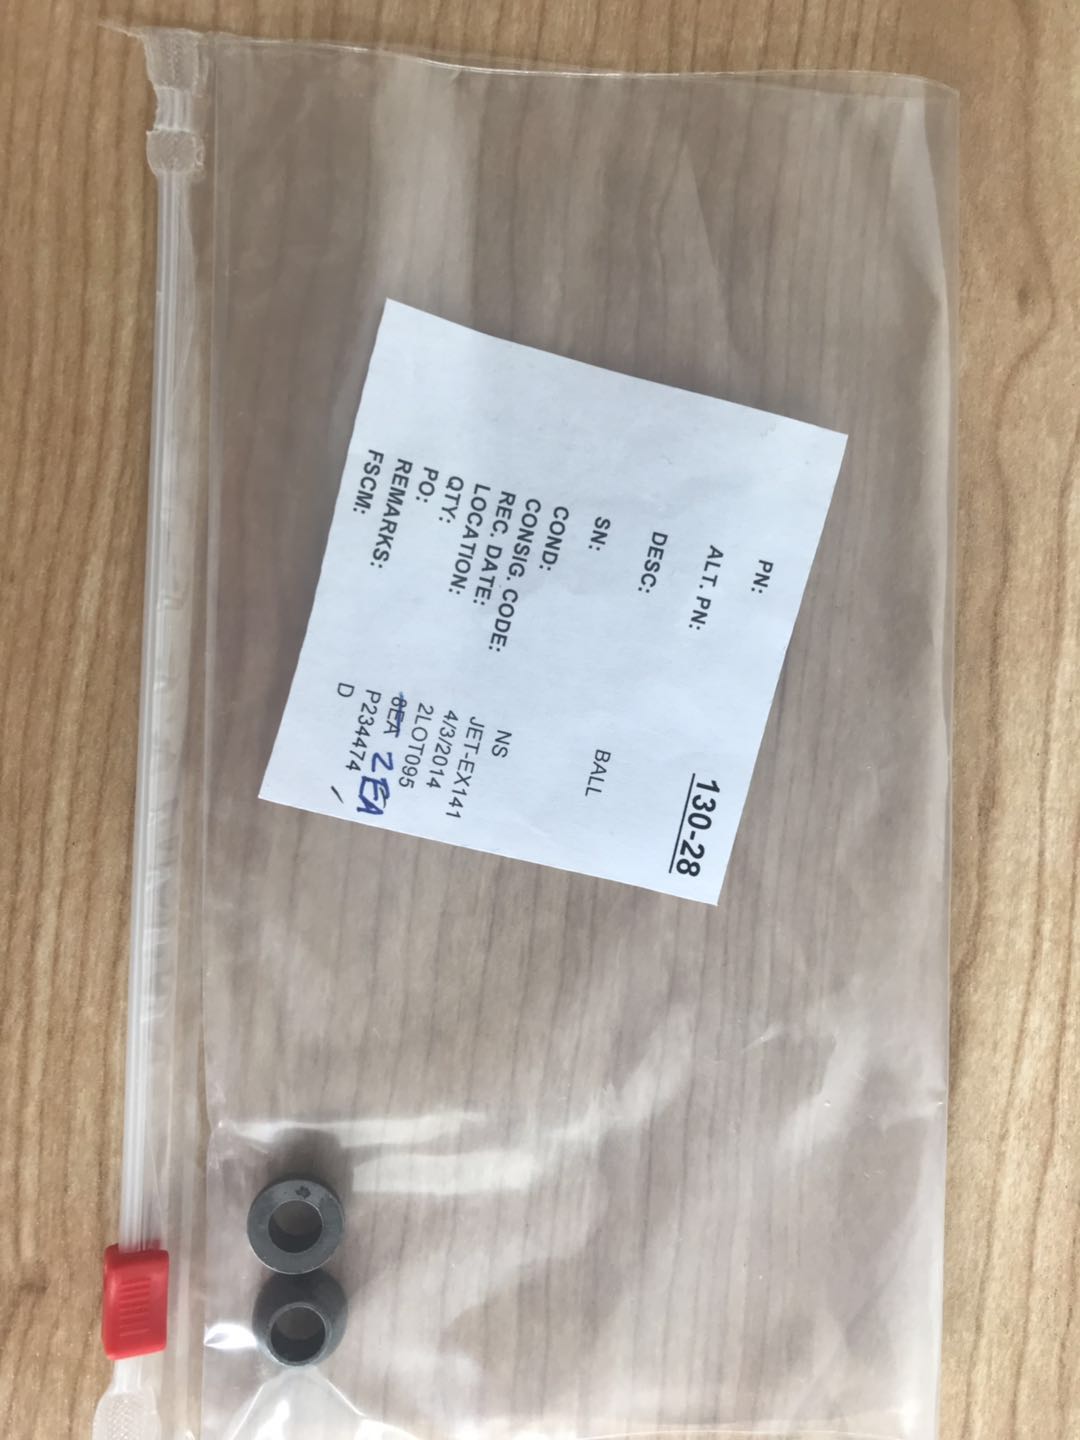 PN: 130-28
ALT. PN:
DESC: BALL
SN:
COND: NS
CONSIG. CODE: JET-EX141
REC. DATE: 4/3/2014
LOCATION: 2LOT095
QTY: 8EA 2EA
PO: P234474
REMARKS: D
FSCM: